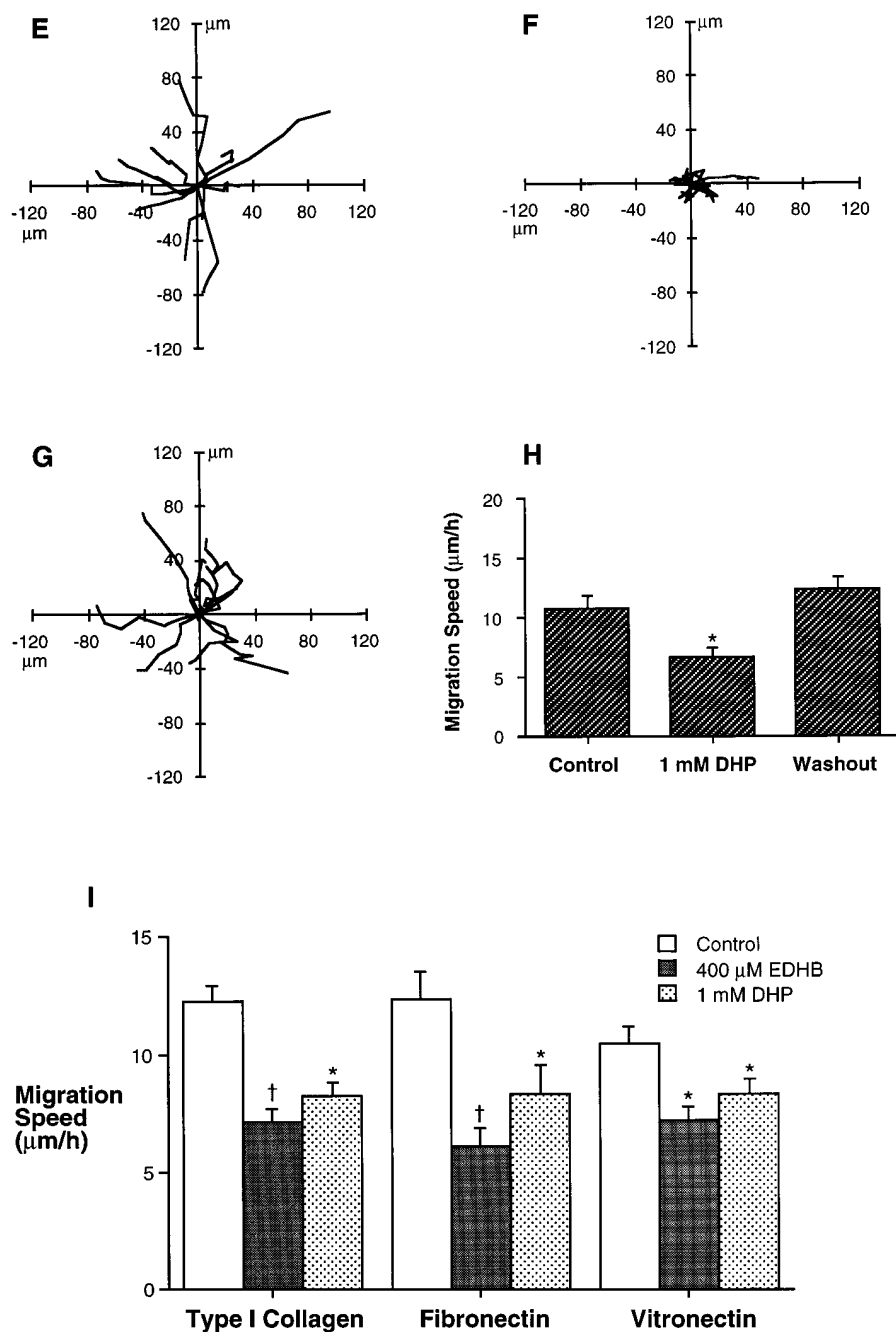 E
120 μm
80
40
-120 -80 -40 40 80 120
μm
-40
-80
-120
F
120 μm
80
40
-120 -80 -40 40 80 120
μm
-40
-80
-120
G
120 μm
80
40
-120 -80 -40 40 80 120
μm
-40
-80
-120
H
Migration Speed (μm/h)
20
15
10
5
0
*
Control 1 mM DHP Washout
I
Migration
Speed
(μm/h)
15
10
5
0
Control
400 μM EDHB
1 mM DHP
† * † * * *
Type I Collagen Fibronectin Vitronectin